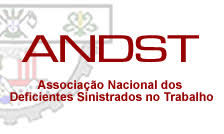 ANDST
Associação Nacional dos
Deficientes Sinistrados no Trabalho